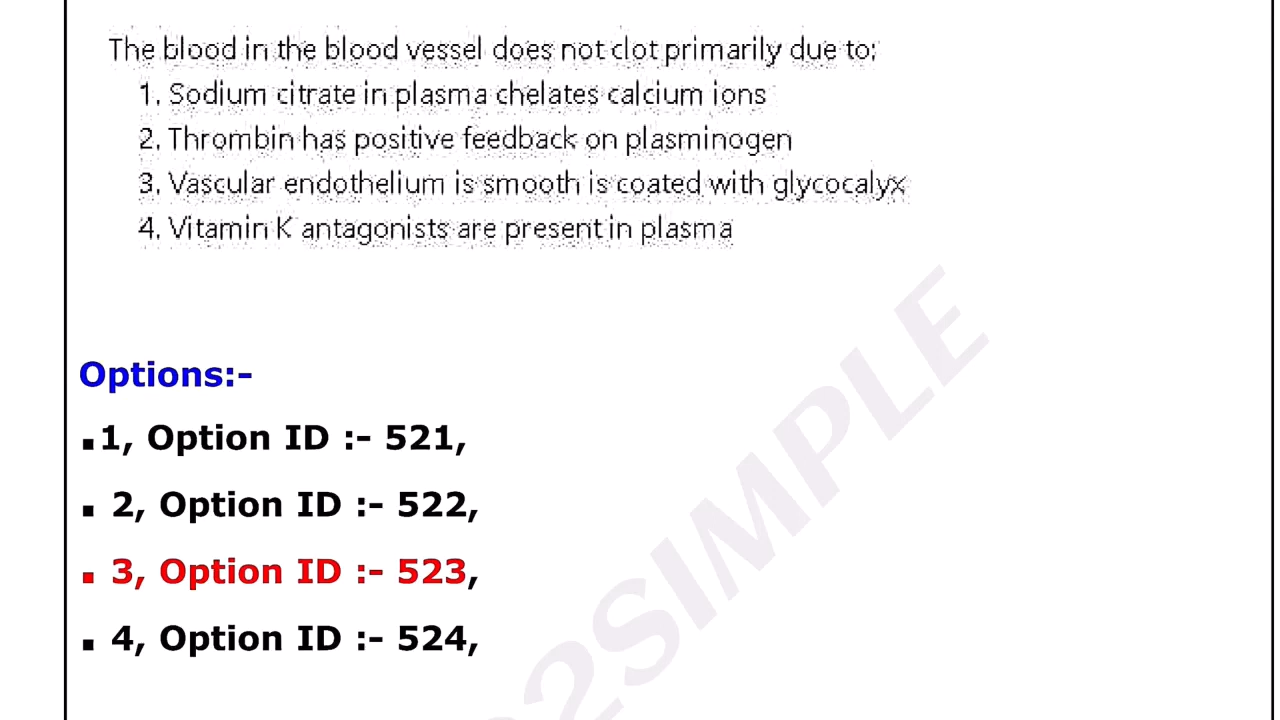 The blood in the blood vessel does not clot primarily due to:
1. Sodium citrate in plasma chelates calcium ions
2. Thrombin has positive feedback on plasminogen
3. Vascular endothelium is smooth is coated with glycocalyx
4. Vitamin K antagonists are present in plasma
Options:-
▪1, Option ID :- 521,
▪ 2, Option ID :- 522,
▪ 3, Option ID :- 523,
▪ 4, Option ID :- 524,
2SIMPLE